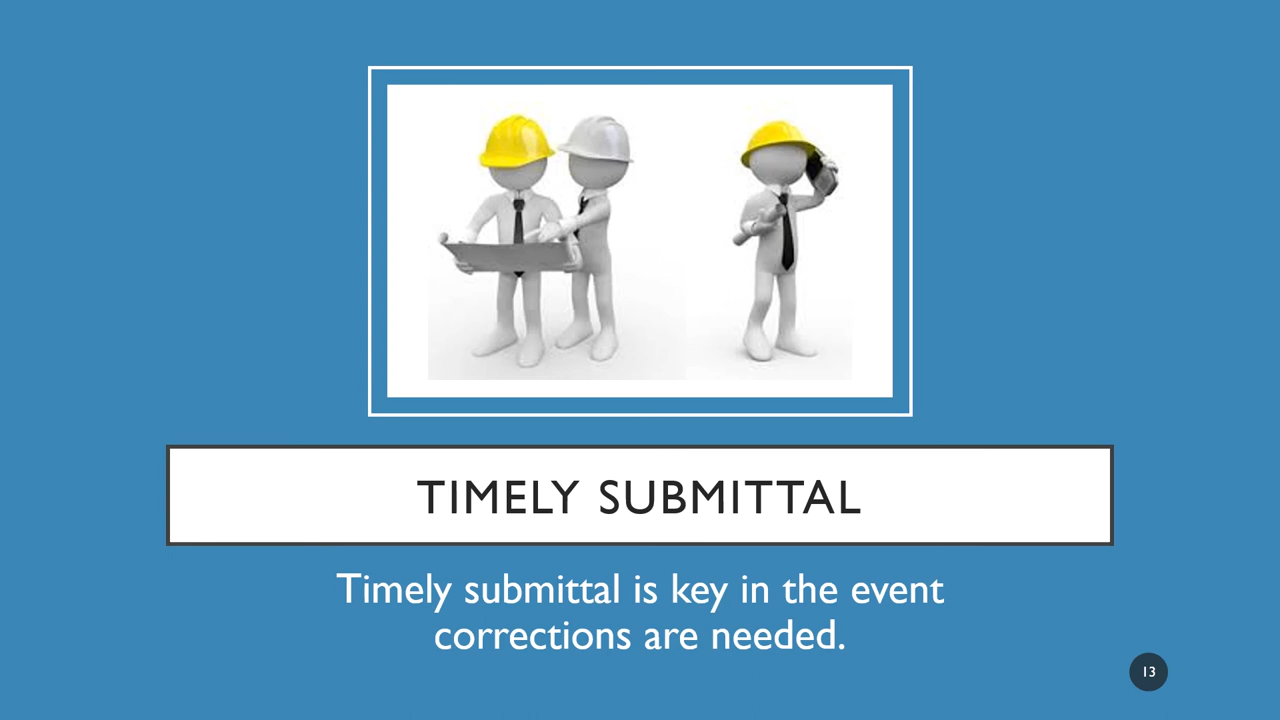 TIMELY SUBMITTAL
Timely submittal is key in the event
corrections are needed.
13